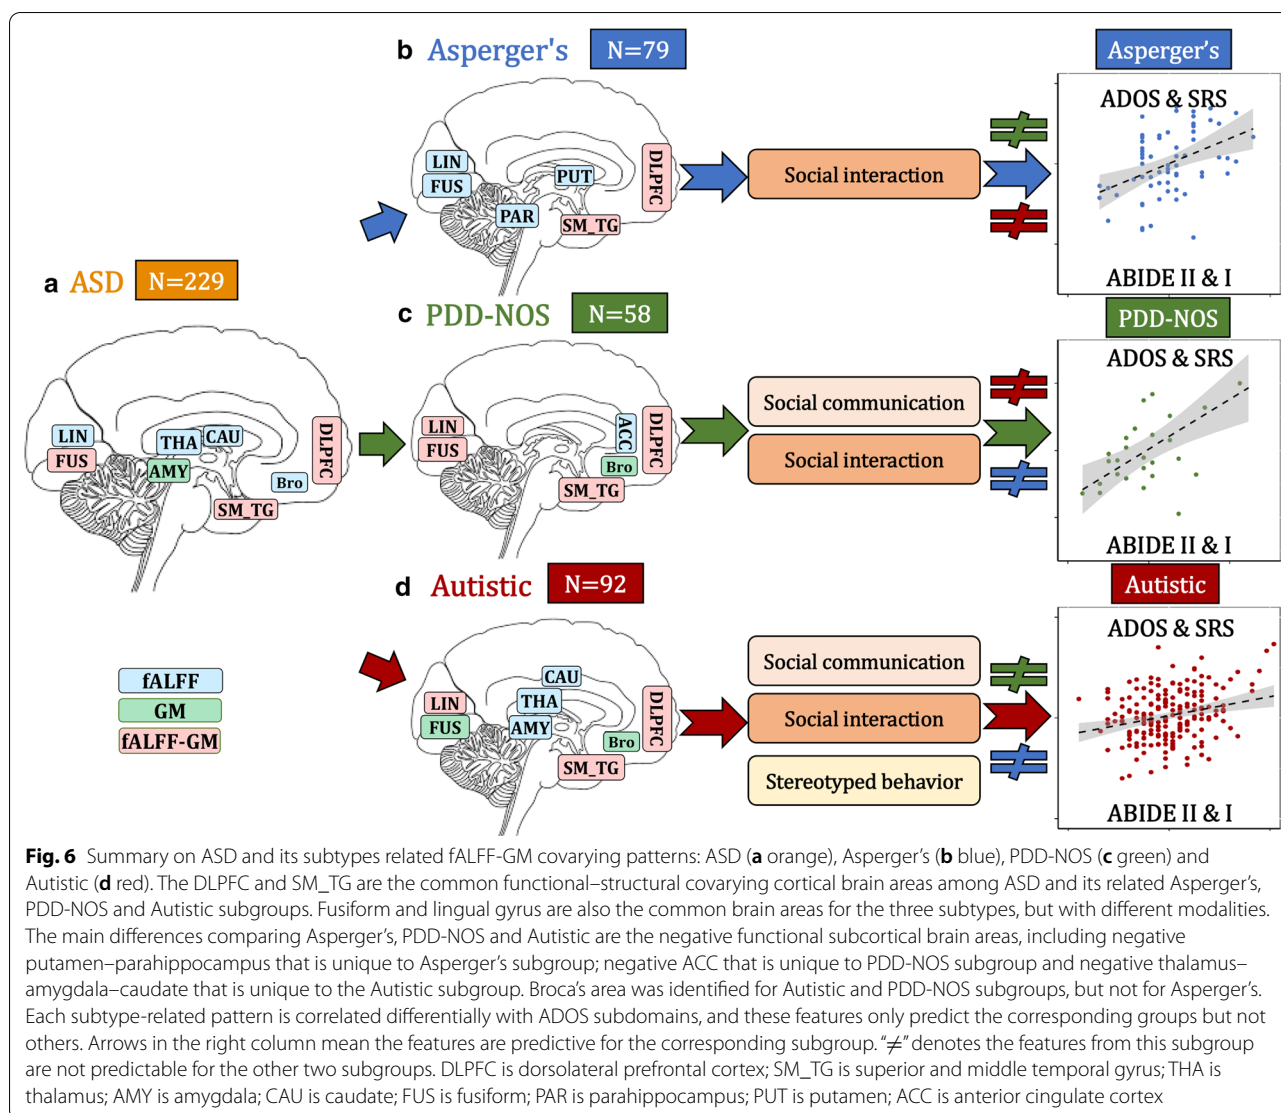 b Asperger's N=79
LIN
FUS
PUT
PAR
SM_TG
DLPFC
Social interaction
≠
≠
Asperger's
ADOS & SRS
ABIDE II & I
a ASD N=229
LIN
FUS
THA
CAU
AMY
Bro
SM_TG
DLPFC
c PDD-NOS N=58
LIN
FUS
ACC
Bro
SM_TG
DLPFC
Social communication
Social interaction
≠
≠
PDD-NOS
ADOS & SRS
ABIDE II & I
d Autistic N=92
LIN
FUS
CAU
THA
AMY
Bro
SM_TG
DLPFC
Social communication
Social interaction
Stereotyped behavior
≠
≠
Autistic
ADOS & SRS
ABIDE II & I
fALFF
GM
fALFF-GM
Fig. 6 Summary on ASD and its subtypes related fALFF-GM covarying patterns: ASD (a orange), Asperger's (b blue), PDD-NOS (c green) and
Autistic (d red). The DLPFC and SM_TG are the common functional–structural covarying cortical brain areas among ASD and its related Asperger's,
PDD-NOS and Autistic subgroups. Fusiform and lingual gyrus are also the common brain areas for the three subtypes, but with different modalities.
The main differences comparing Asperger's, PDD-NOS and Autistic are the negative functional subcortical brain areas, including negative
putamen–parahippocampus that is unique to Asperger's subgroup; negative ACC that is unique to PDD-NOS subgroup and negative thalamus–
amygdala–caudate that is unique to the Autistic subgroup. Broca's area was identified for Autistic and PDD-NOS subgroups, but not for Asperger's.
Each subtype-related pattern is correlated differentially with ADOS subdomains, and these features only predict the corresponding groups but not
others. Arrows in the right column mean the features are predictive for the corresponding subgroup. "≠" denotes the features from this subgroup
are not predictable for the other two subgroups. DLPFC is dorsolateral prefrontal cortex; SM_TG is superior and middle temporal gyrus; THA is
thalamus; AMY is amygdala; CAU is caudate; FUS is fusiform; PAR is parahippocampus; PUT is putamen; ACC is anterior cingulate cortex